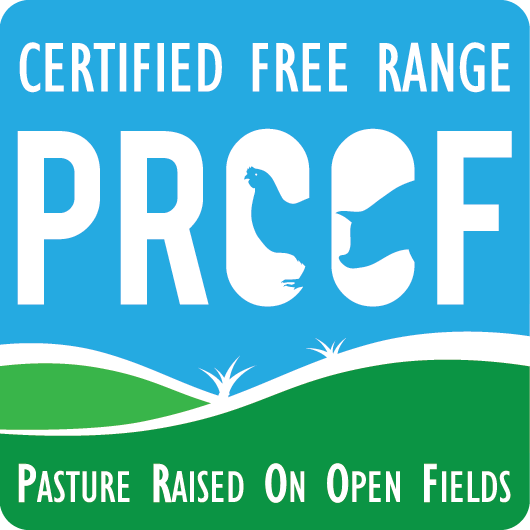 CERTIFIED FREE RANGE
PROOF
PASTURE RAISED ON OPEN FIELDS